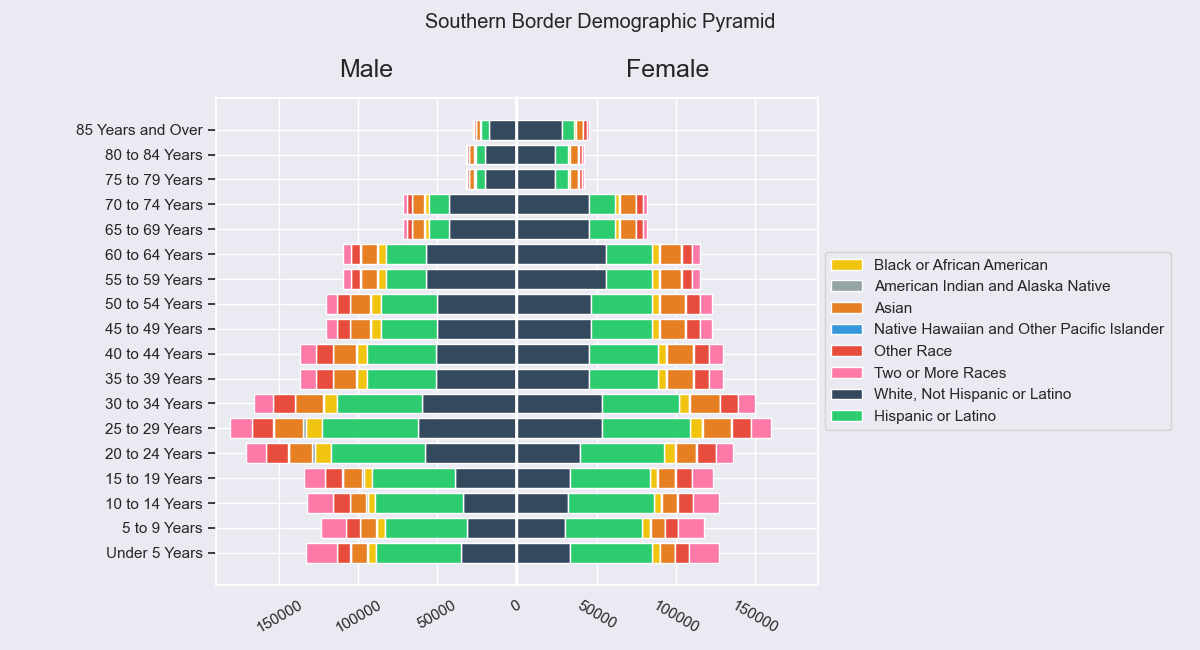 Southern Border Demographic Pyramid
Male
Female
85 Years and Over
80 to 84 Years
75 to 79 Years
70 to 74 Years
65 to 69 Years
60 to 64 Years
55 to 59 Years
50 to 54 Years
45 to 49 Years
40 to 44 Years
35 to 39 Years
30 to 34 Years
25 to 29 Years
20 to 24 Years
15 to 19 Years
10 to 14 Years
5 to 9 Years
Under 5 Years
150000
100000
50000
0
50000
100000
150000
Black or African American
American Indian and Alaska Native
Asian
Native Hawaiian and Other Pacific Islander
Other Race
Two or More Races
White, Not Hispanic or Latino
Hispanic or Latino